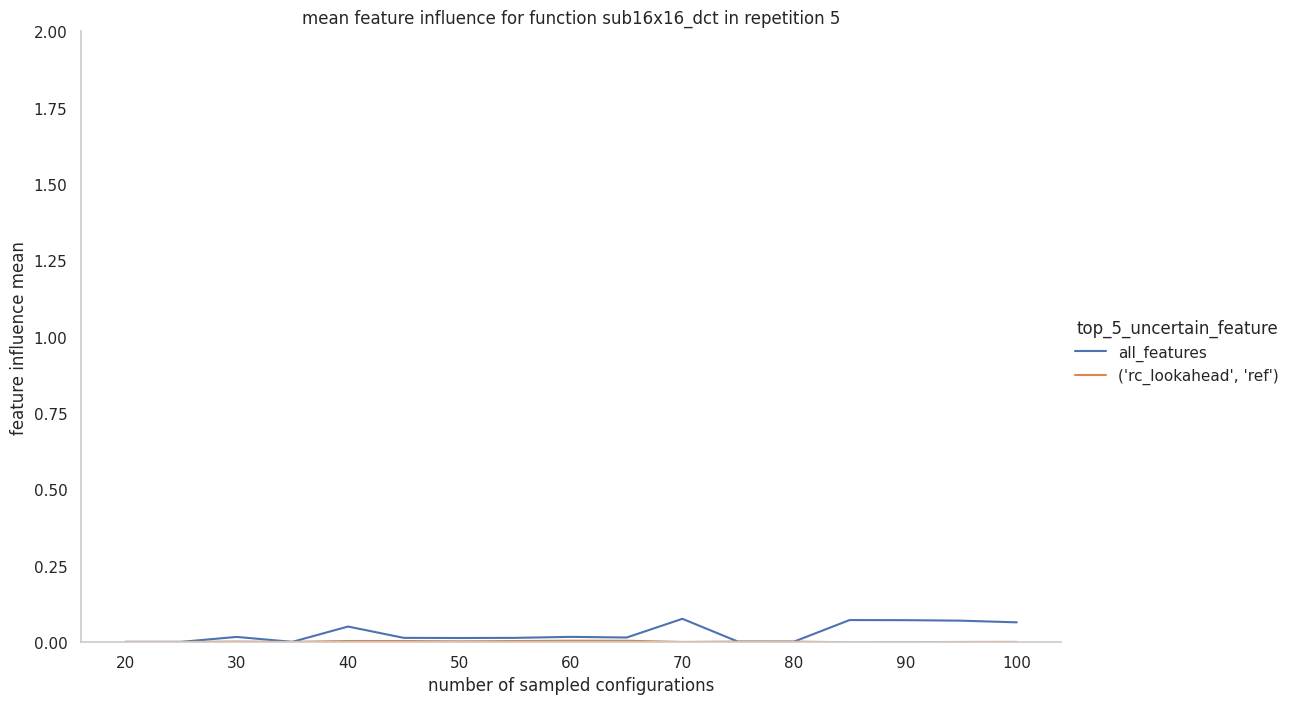 mean feature influence for function sub16x16_dct in repetition 5
2.00
1.75
1.50
1.25
1.00
0.75
0.50
0.25
0.00
feature influence mean
20 30 40 50 60 70 80 90 100
number of sampled configurations
top_5_uncertain_feature
all_features
('rc_lookahead', 'ref')